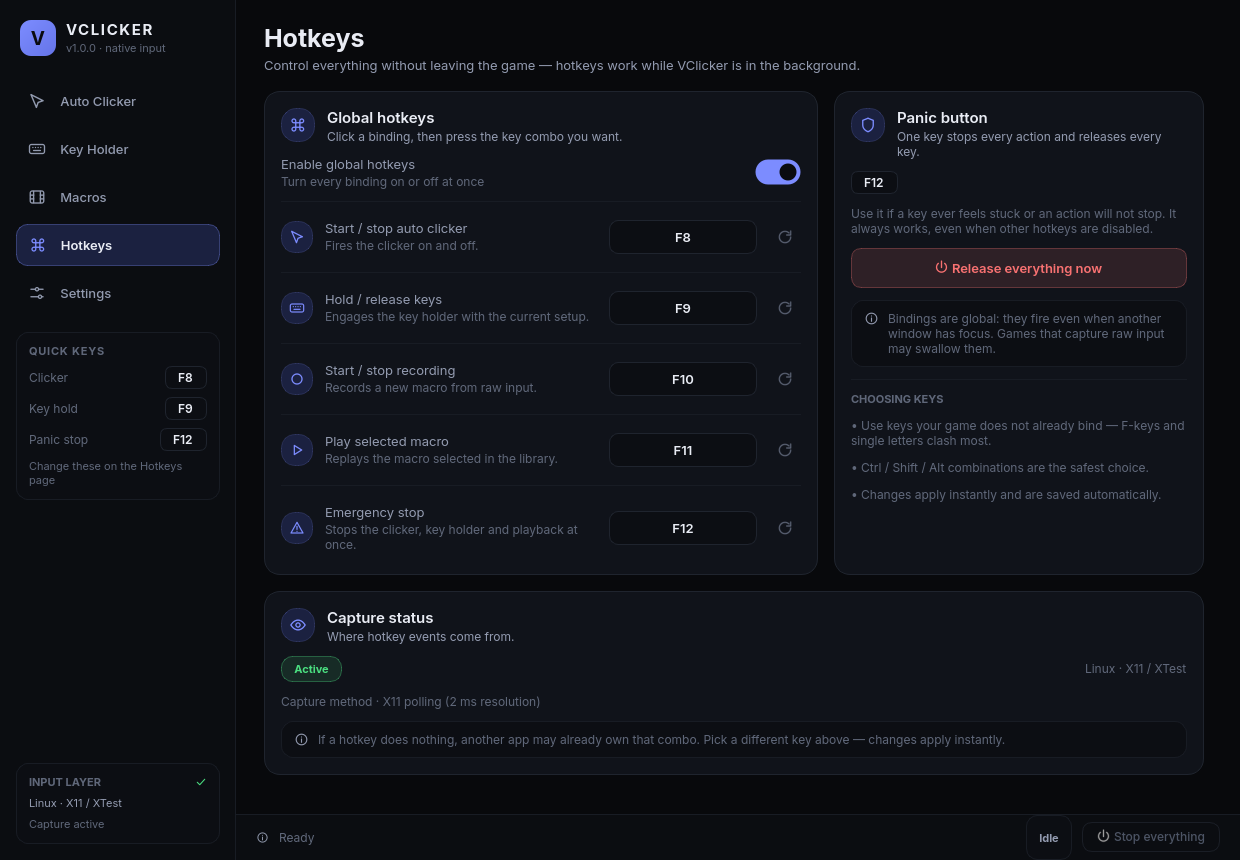 V
VCLICKER
v1.0.0 · native input
Auto Clicker
Key Holder
Macros
Hotkeys
Settings
QUICK KEYS
Clicker F8
Key hold F9
Panic stop F12
Change these on the Hotkeys
page
INPUT LAYER
Linux · X11 / XTest
Capture active
Hotkeys
Control everything without leaving the game — hotkeys work while VClicker is in the background.
Global hotkeys
Click a binding, then press the key combo you want.
Enable global hotkeys
Turn every binding on or off at once
Start / stop auto clicker
Fires the clicker on and off.
F8
Hold / release keys
Engages the key holder with the current setup.
F9
Start / stop recording
Records a new macro from raw input.
F10
Play selected macro
Replays the macro selected in the library.
F11
Emergency stop
Stops the clicker, key holder and playback at
once.
F12
Panic button
One key stops every action and releases every
key.
F12
Use it if a key ever feels stuck or an action will not stop. It
always works, even when other hotkeys are disabled.
Release everything now
Bindings are global: they fire even when another
window has focus. Games that capture raw input
may swallow them.
CHOOSING KEYS
• Use keys your game does not already bind — F-keys and
single letters clash most.
• Ctrl / Shift / Alt combinations are the safest choice.
• Changes apply instantly and are saved automatically.
Capture status
Where hotkey events come from.
Active
Linux · X11 / XTest
Capture method · X11 polling (2 ms resolution)
If a hotkey does nothing, another app may already own that combo. Pick a different key above — changes apply instantly.
Ready
Idle
Stop everything